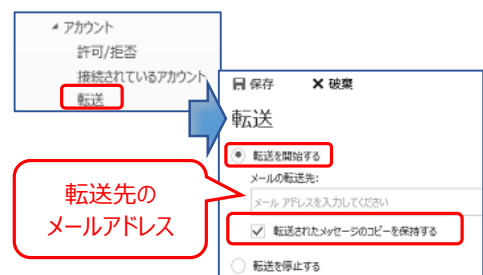 アカウント
許可/拒否
接続されているアカウント
転送
保存 ✕ 破棄
転送
転送を開始する
メールの転送先:
メール アドレスを入力してください
転送されたメッセージのコピーを保持する
転送を停止する
転送先の
メールアドレス